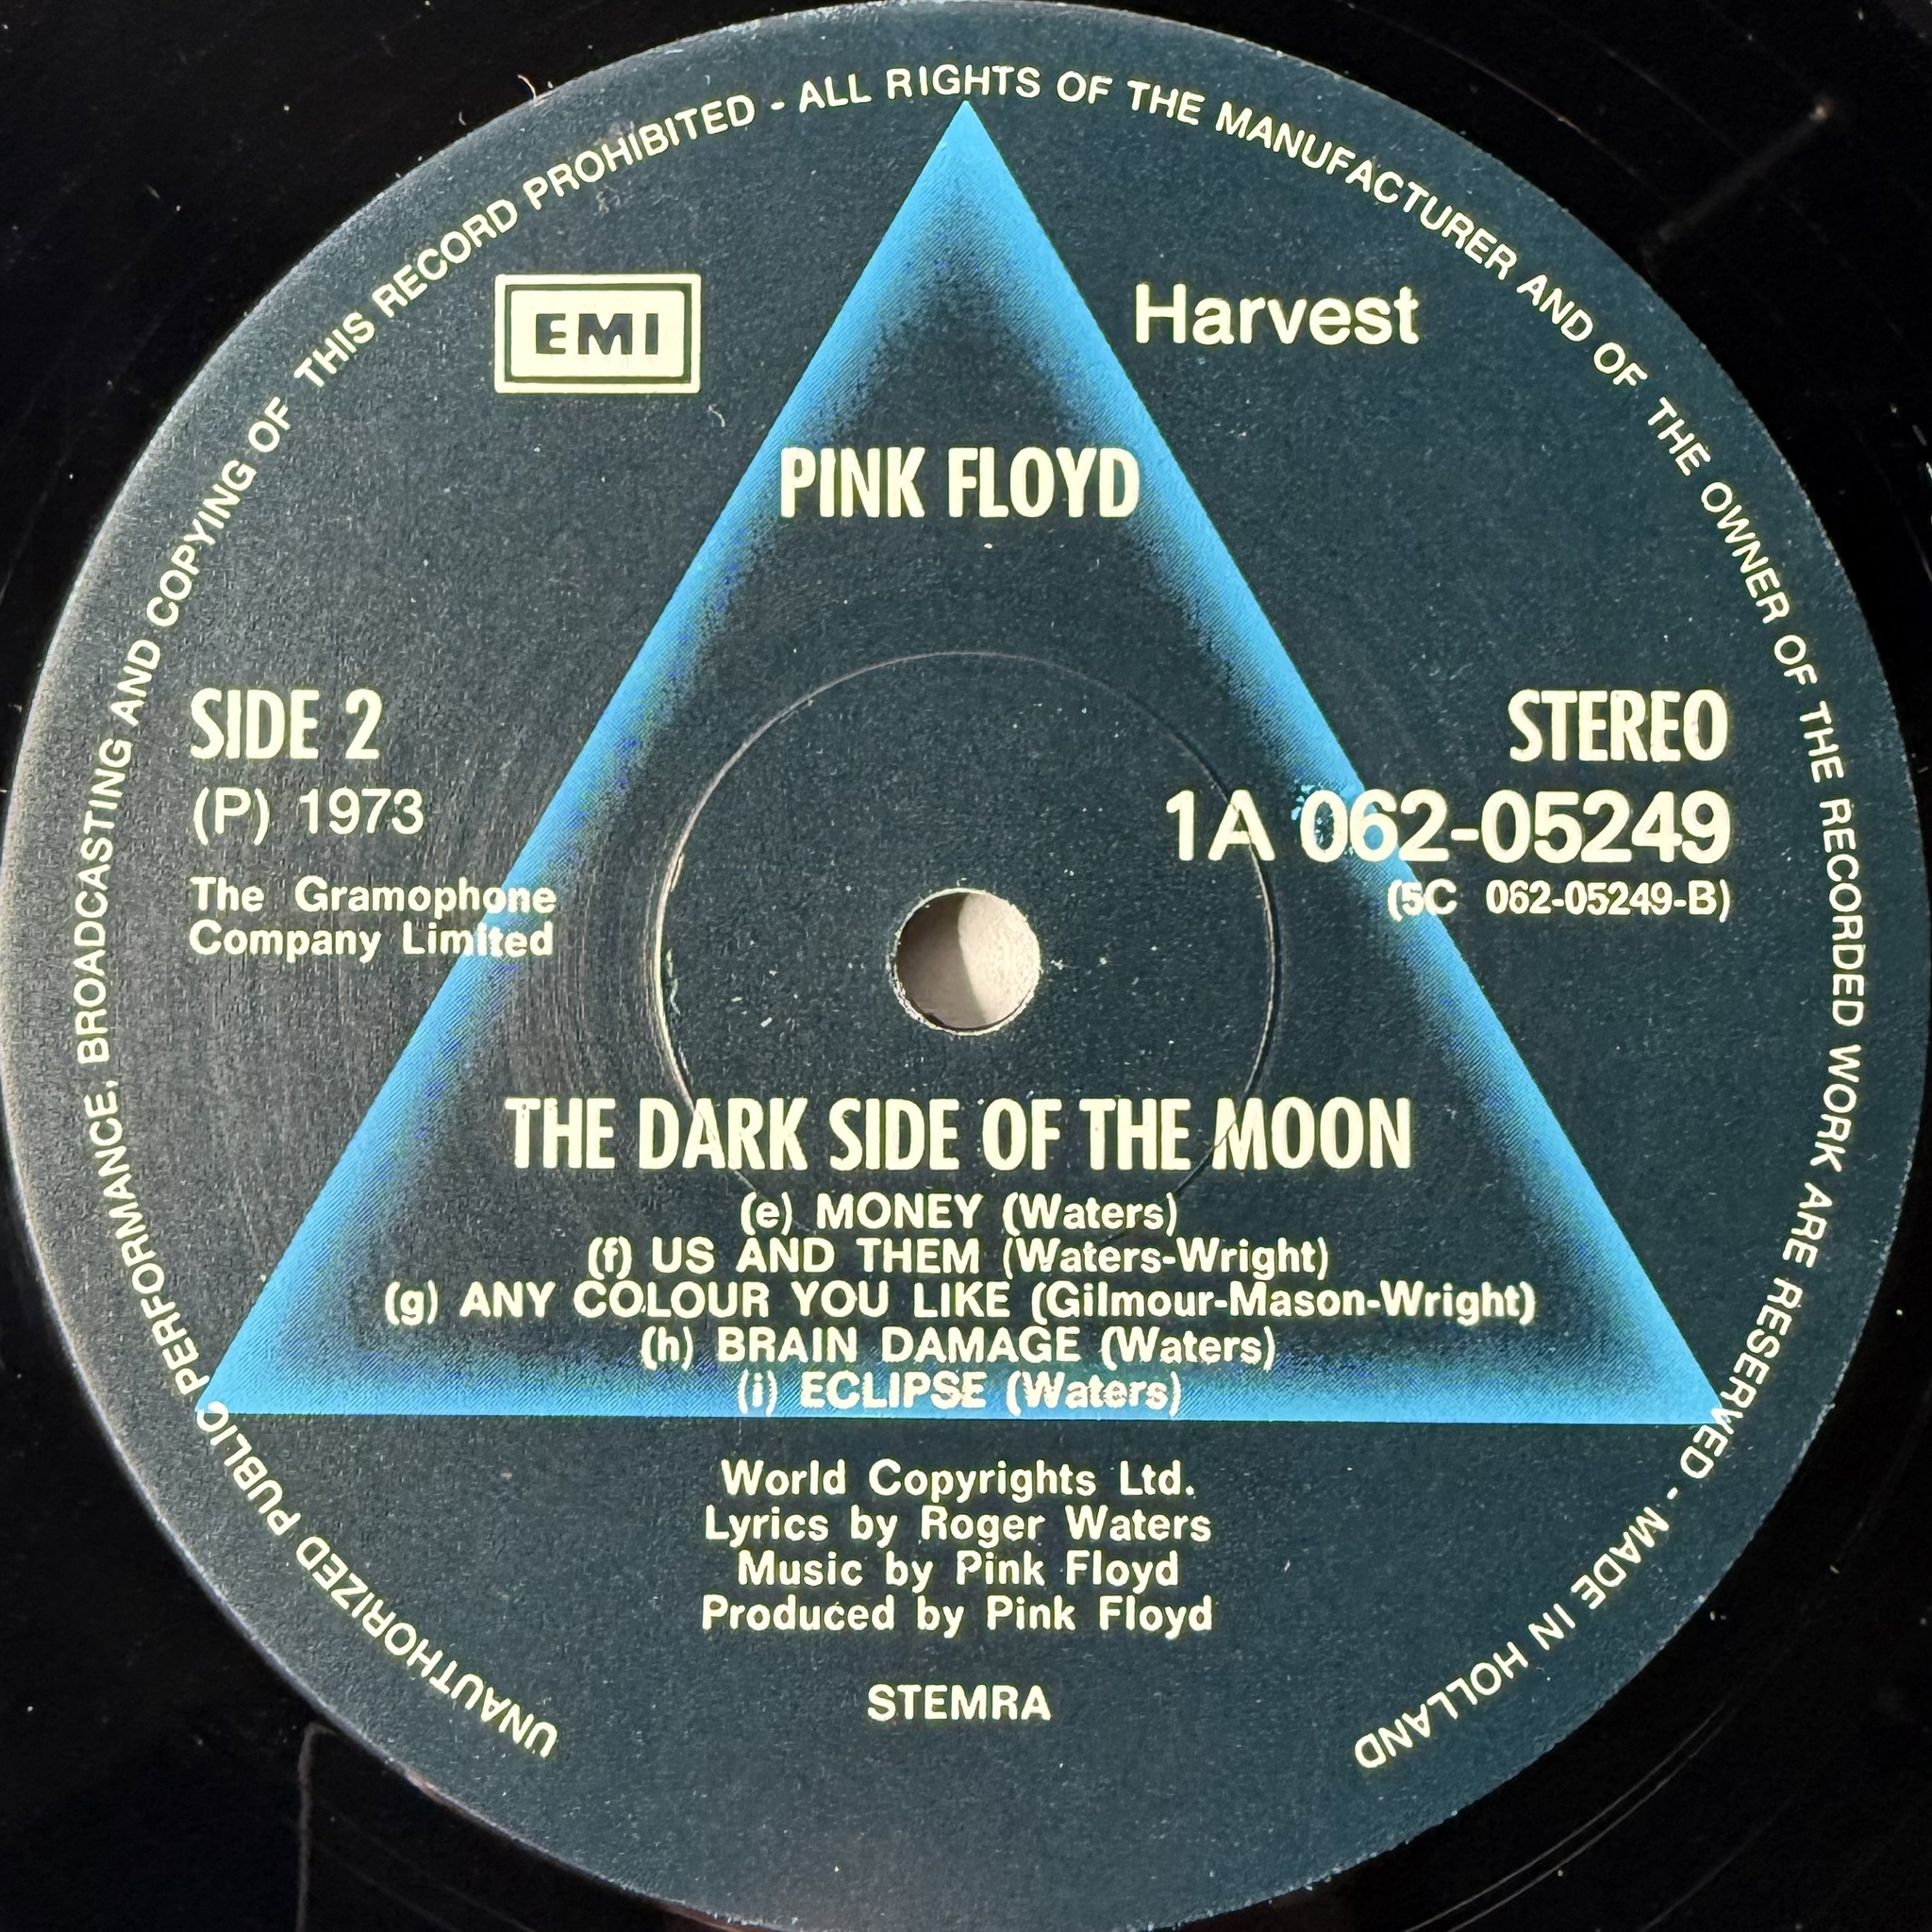 UNAUTHORIZED PUBLIC PERFORMANCE, BROADCASTING AND COPYING OF THIS RECORD PROHIBITED - ALL RIGHTS OF THE MANUFACTURER AND OF THE OWNER OF THE RECORDED WORK ARE RESERVED - MADE IN HOLLAND
EMI
Harvest
PINK FLOYD
SIDE 2
(P) 1973
The Gramophone
Company Limited
STEREO
1A 062-05249
(5C 062-05249-B)
THE DARK SIDE OF THE MOON
(e) MONEY (Waters)
(f) US AND THEM (Waters-Wright)
(g) ANY COLOUR YOU LIKE (Gilmour-Mason-Wright)
(h) BRAIN DAMAGE (Waters)
(i) ECLIPSE (Waters)
World Copyrights Ltd.
Lyrics by Roger Waters
Music by Pink Floyd
Produced by Pink Floyd
STEMRA